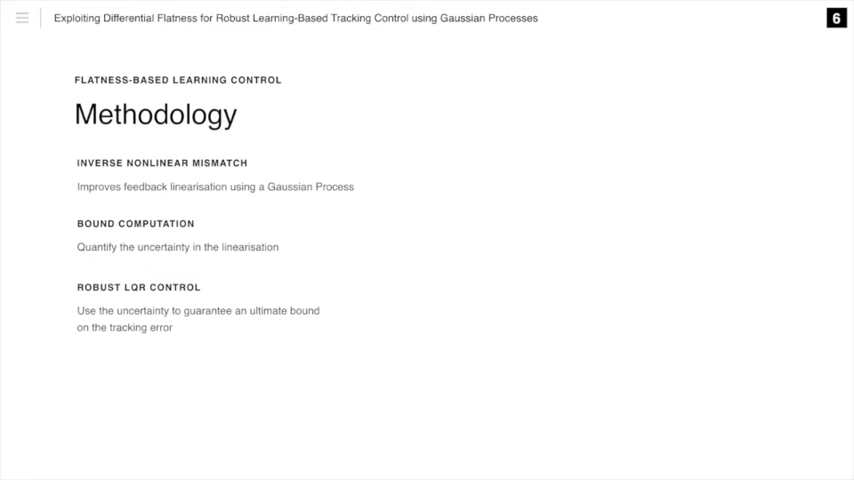 Exploiting Differential Flatness for Robust Learning-Based Tracking Control using Gaussian Processes
6
FLATNESS-BASED LEARNING CONTROL
Methodology
INVERSE NONLINEAR MISMATCH
Improves feedback linearisation using a Gaussian Process
BOUND COMPUTATION
Quantify the uncertainty in the linearisation
ROBUST LQR CONTROL
Use the uncertainty to guarantee an ultimate bound
on the tracking error